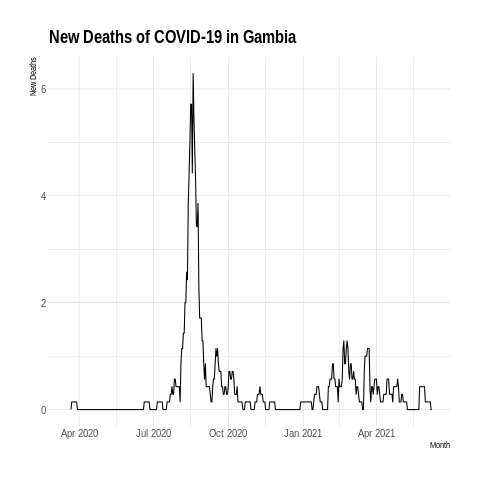 New Deaths of COVID-19 in Gambia
New Deaths
6
4
2
0
Apr 2020 Jul 2020 Oct 2020 Jan 2021 Apr 2021
Month